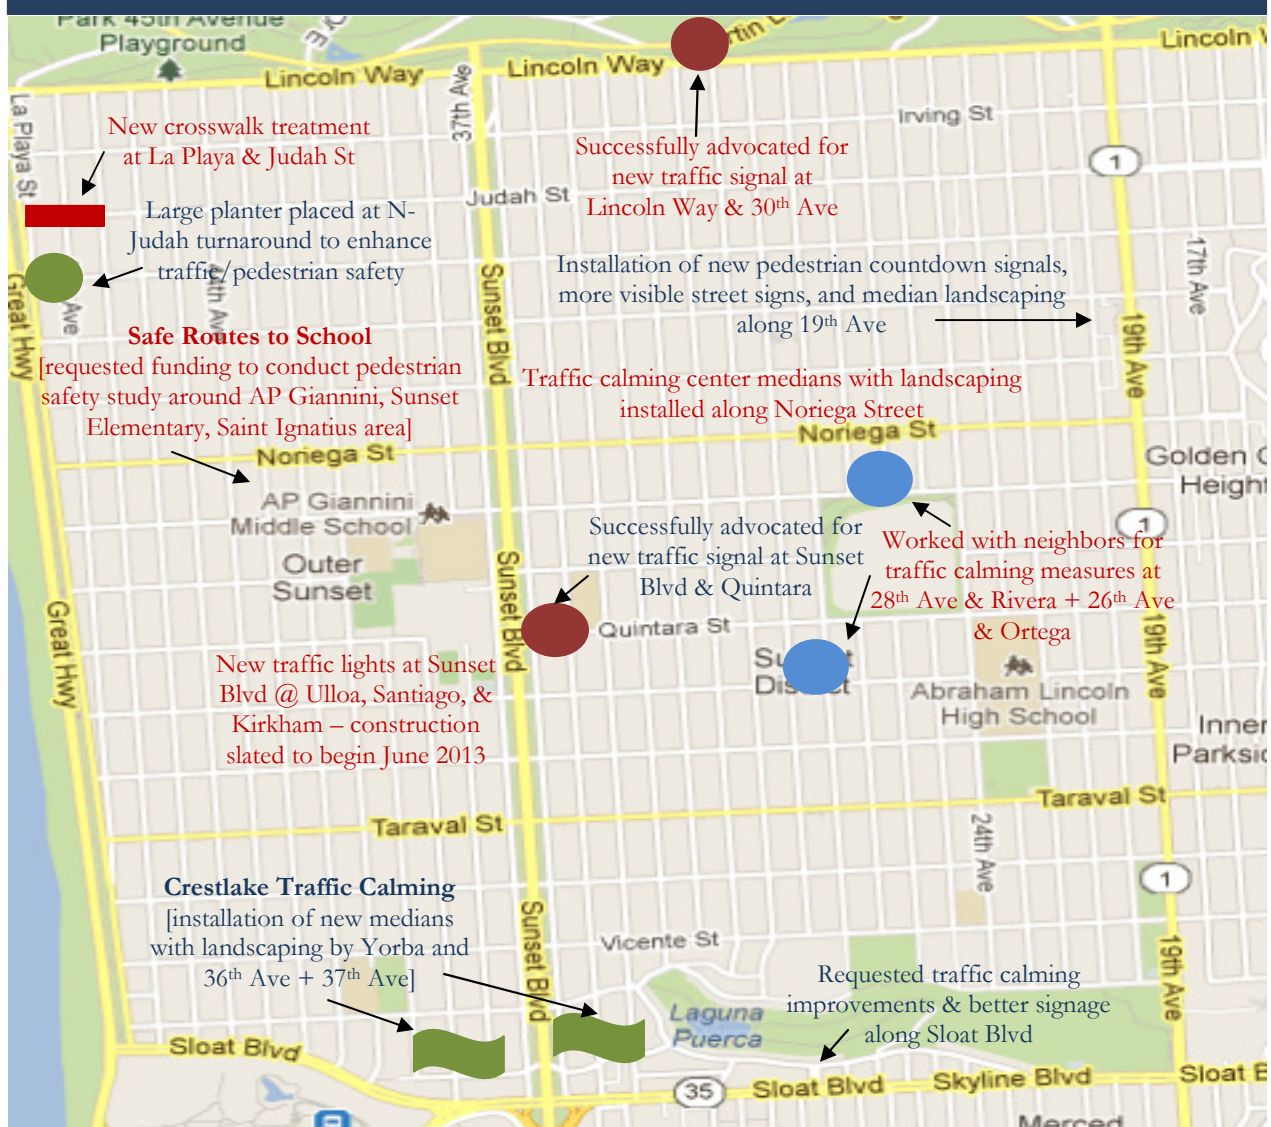 Park 45th Avenue
Playground
Lincoln Way
Lincoln Way
Lincoln
37th Ave
La Playa St
Irving St
New crosswalk treatment
at La Playa & Judah St
Successfully advocated for
new traffic signal at
Lincoln Way & 30th Ave
1
Judah St
Large planter placed at N-
Judah turnaround to enhance
traffic/pedestrian safety
44th Ave
Ave
17th Ave
Installation of new pedestrian countdown signals,
more visible street signs, and median landscaping
along 19th Ave
Great Hwy
Sunset Blvd
19th Ave
Safe Routes to School
[requested funding to conduct pedestrian
safety study around AP Giannini, Sunset
Elementary, Saint Ignatius area]
Traffic calming center medians with landscaping
installed along Noriega Street
Noriega St
Noriega St
Golden
Height
AP Giannini
Middle School
Outer
Sunset
Successfully advocated for
new traffic signal at Sunset
Blvd & Quintara
1
Worked with neighbors for
traffic calming measures at
28th Ave & Rivera + 26th Ave
& Ortega
Sunset Blvd
Great Hwy
Quintara St
19th Ave
Abraham Lincoln
High School
New traffic lights at Sunset
Blvd @ Ulloa, Santiago, &
Kirkham – construction
slated to begin June 2013
Inner
Parksid
Taraval St
Taraval St
24th Ave
1
Crestlake Traffic Calming
[installation of new medians
with landscaping by Yorba and
36th Ave + 37th Ave]
Sunset Blvd
Vicente St
19th Ave
Requested traffic calming
improvements & better signage
along Sloat Blvd
Laguna
Puerca
Sloat Blvd
35
Sloat Blvd
Skyline Blvd
Sloat B
Merced